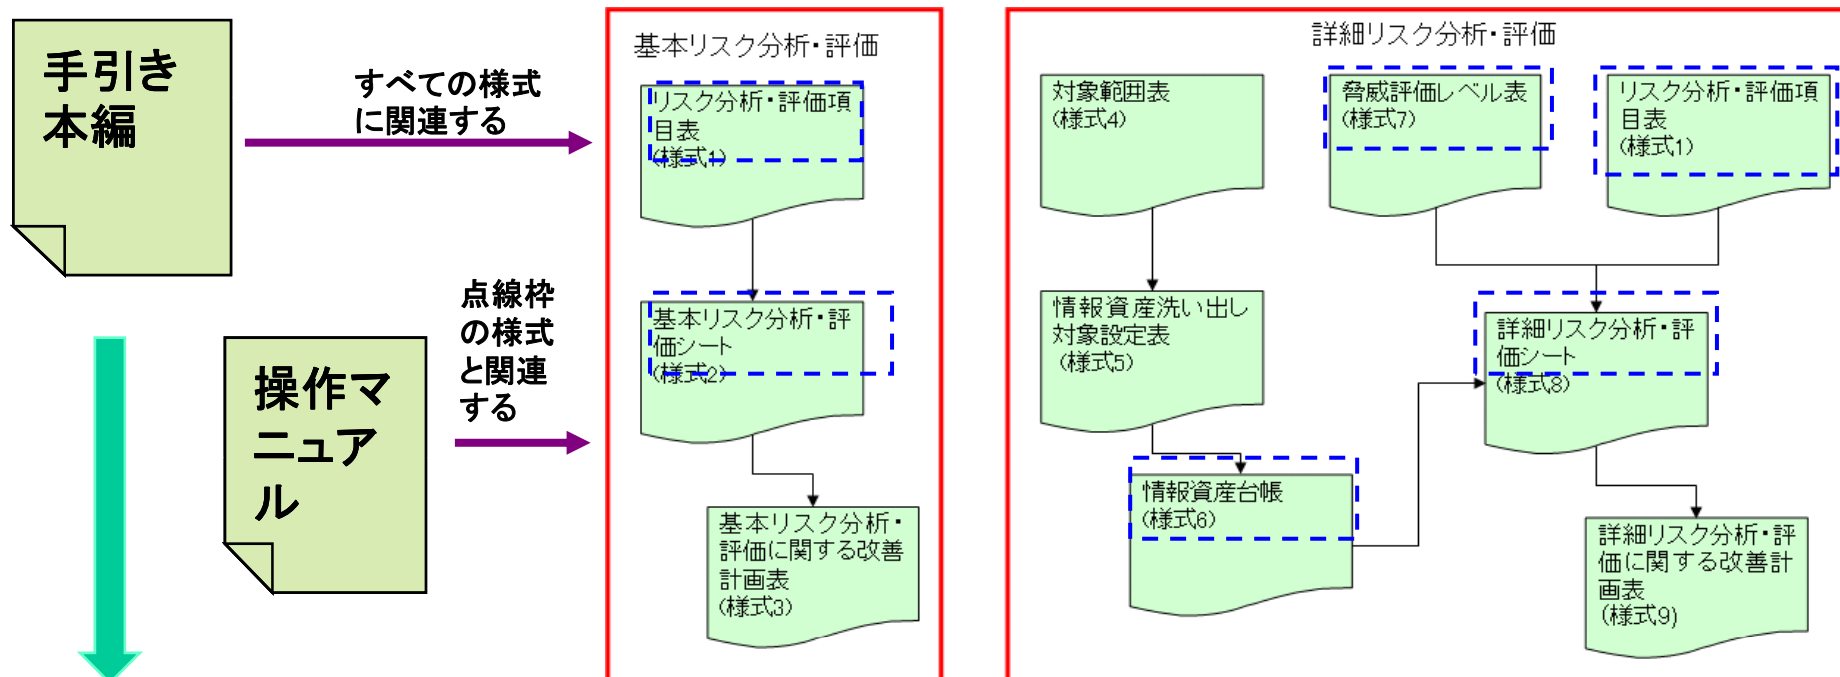 手引き
本編
すべての様式
に関連する
操作マ
ニュア
ル
点線枠
の様式
と関連
する
基本リスク分析・評価
リスク分析・評価項
目表
(様式1)
基本リスク分析・評
価シート
(様式2)
基本リスク分析・
評価に関する改善
計画表
(様式3)
詳細リスク分析・評価
対象範囲表
(様式4)
脅威評価レベル表
(様式7)
リスク分析・評価項
目表
(様式1)
情報資産洗い出し
対象設定表
(様式5)
詳細リスク分析・評
価シート
(様式8)
情報資産台帳
(様式6)
詳細リスク分析・評
価に関する改善計
画表
(様式9)